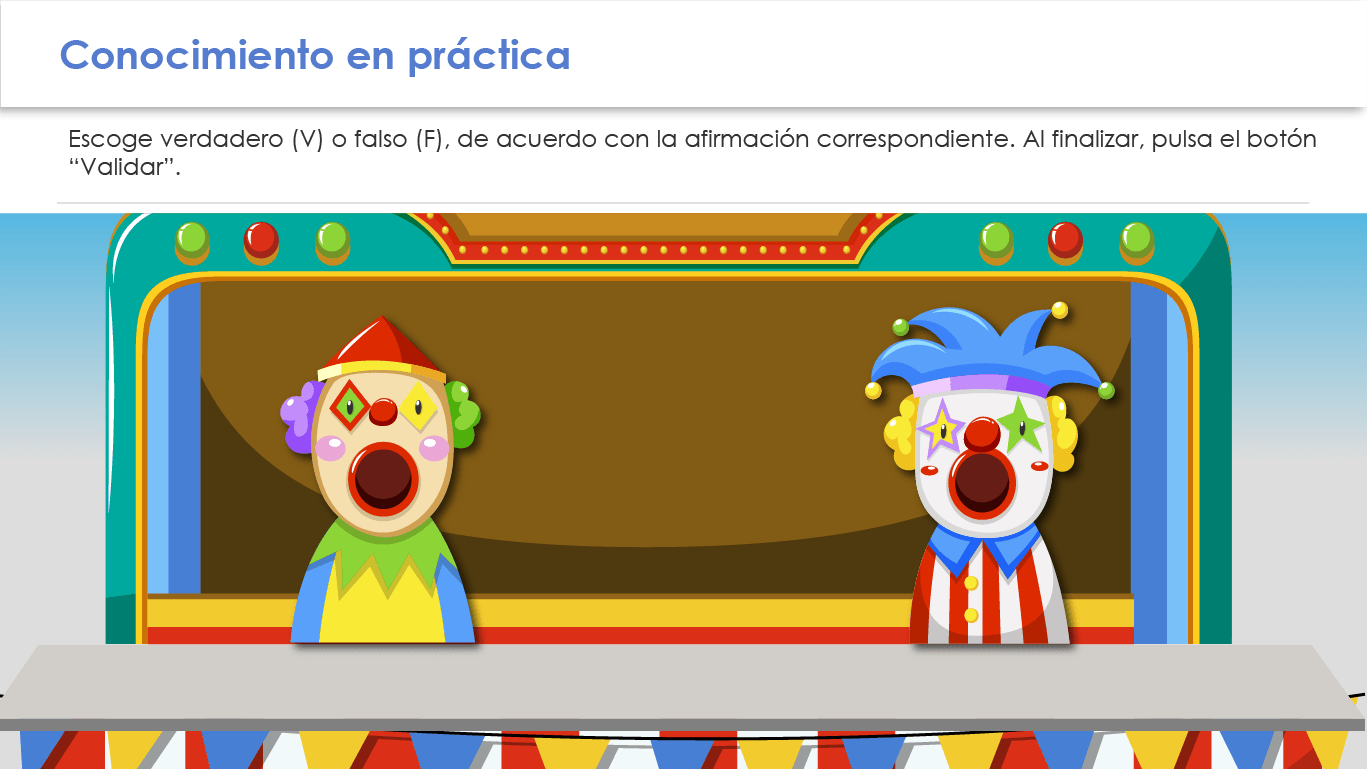 Conocimiento en práctica
Escoge verdadero (V) o falso (F), de acuerdo con la afirmación correspondiente. Al finalizar, pulsa el botón
“Validar”.